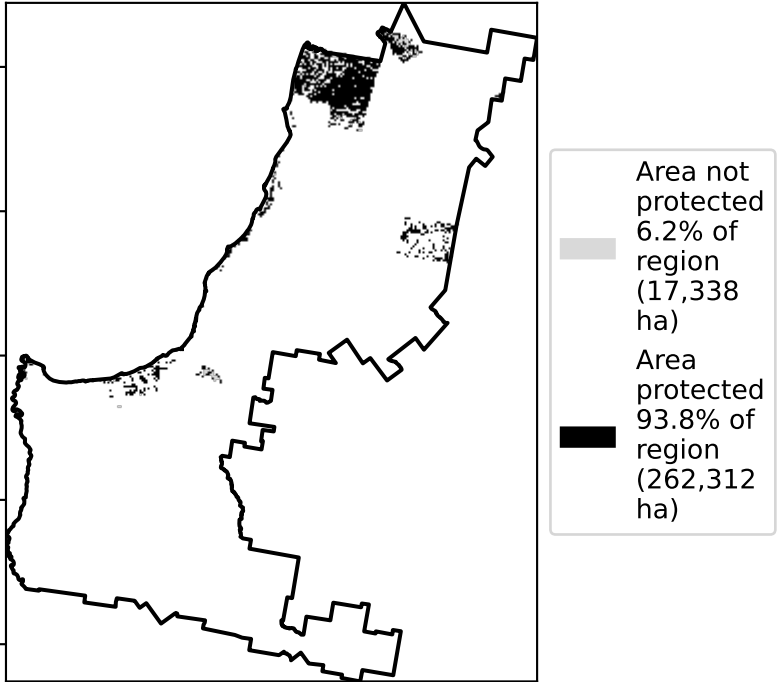 Area not
protected
6.2% of
region
(17,338
ha)
Area
protected
93.8% of
region
(262,312
ha)